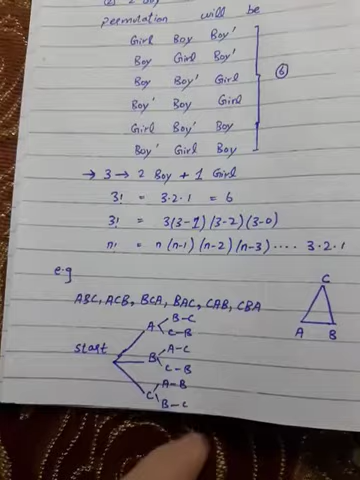 2 Boy
permutation will be
Girl Boy Boy'
Boy Girl Boy'
Boy Boy' Girl
Boy' Boy Girl
Girl Boy' Boy
Boy' Girl Boy
6
→ 3 → 2 Boy + 1 Girl
3! = 3·2·1 = 6
3! = 3(3-1)(3-2)(3-0)
n! = n(n-1)(n-2)(n-3) .... 3·2·1
e.g
ABC, ACB, BCA, BAC, CAB, CBA
C
A B
start
A B-C
C-B
B A-C
C-B
C A-B
B-C